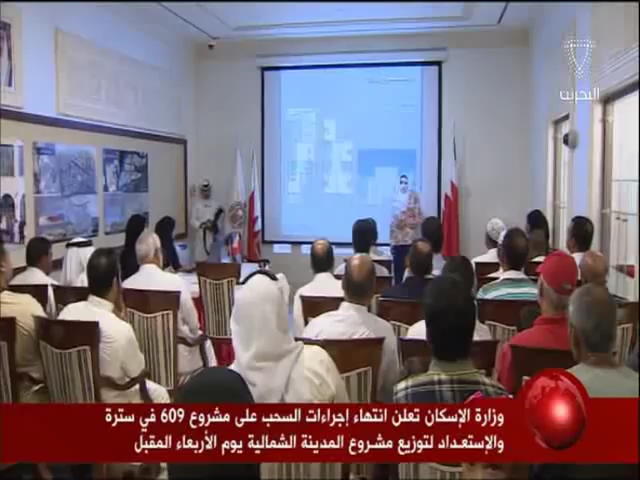 البحرين
وزارة الإسكان تعلن انتهاء إجراءات السحب على مشروع 609 في سترة
والإستعداد لتوزيع مشروع المدينة الشمالية يوم الأربعاء المقبل